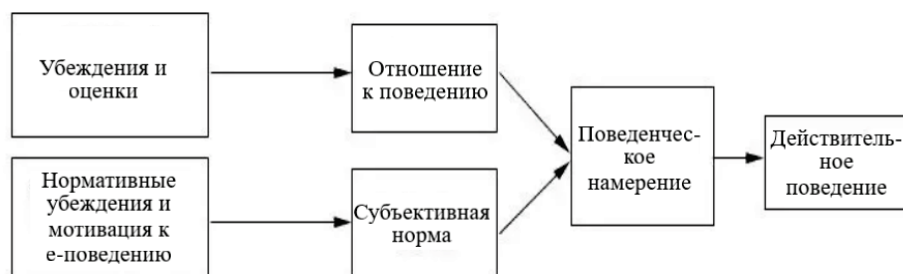 Убеждения и
оценки
Отношение
к поведению
Нормативные
убеждения и
мотивация к
е-поведению
Субъективная
норма
Поведенчес-
кое
намерение
Действитель-
ное
поведение